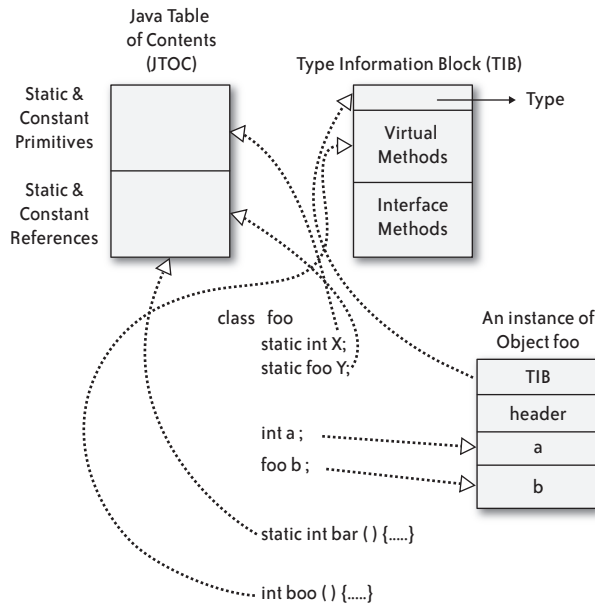 Java Table
of Contents
(JTOC)
Type Information Block (TIB)
Static &
Constant
Primitives
Type
Virtual
Methods
Static &
Constant
References
Interface
Methods
class foo
static int X;
static foo Y;
An instance of
Object foo
TIB
header
int a ;
a
foo b ;
b
static int bar ( ) {.....}
int boo ( ) {.....}